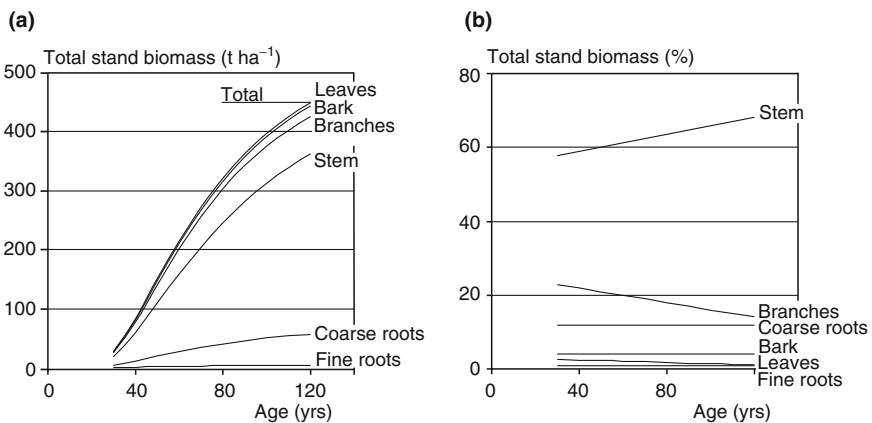 (a)
Total stand biomass (t ha⁻¹)
500
400
300
200
100
0
Total
Leaves
Bark
Branches
Stem
Coarse roots
Fine roots
0 40 80 120
Age (yrs)
(b)
Total stand biomass (%)
80
60
40
20
0
Stem
Branches
Coarse roots
Bark
Leaves
Fine roots
0 40 80 120
Age (yrs)